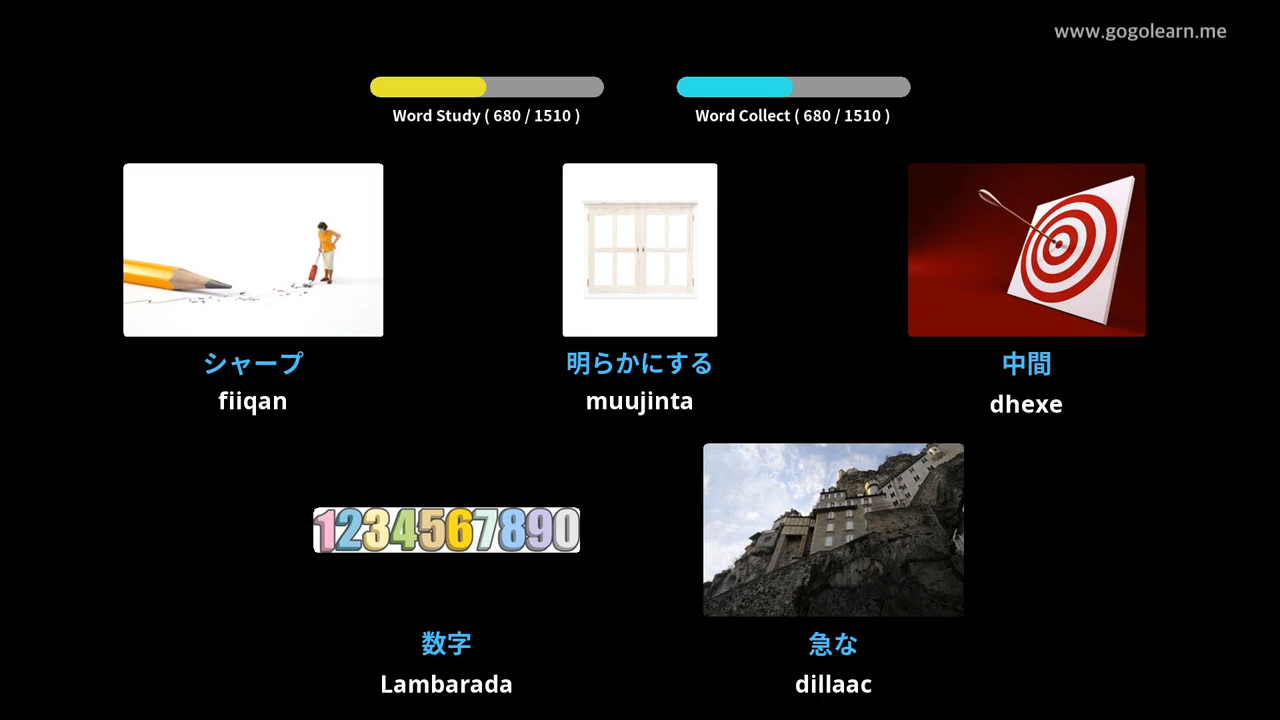 www.gogolearn.me
Word Study ( 680 / 1510 )
Word Collect ( 680 / 1510 )
シャープ
fiiqan
明らかにする
muujinta
中間
dhexe
1234567890
数字
Lambarada
急な
dillaac